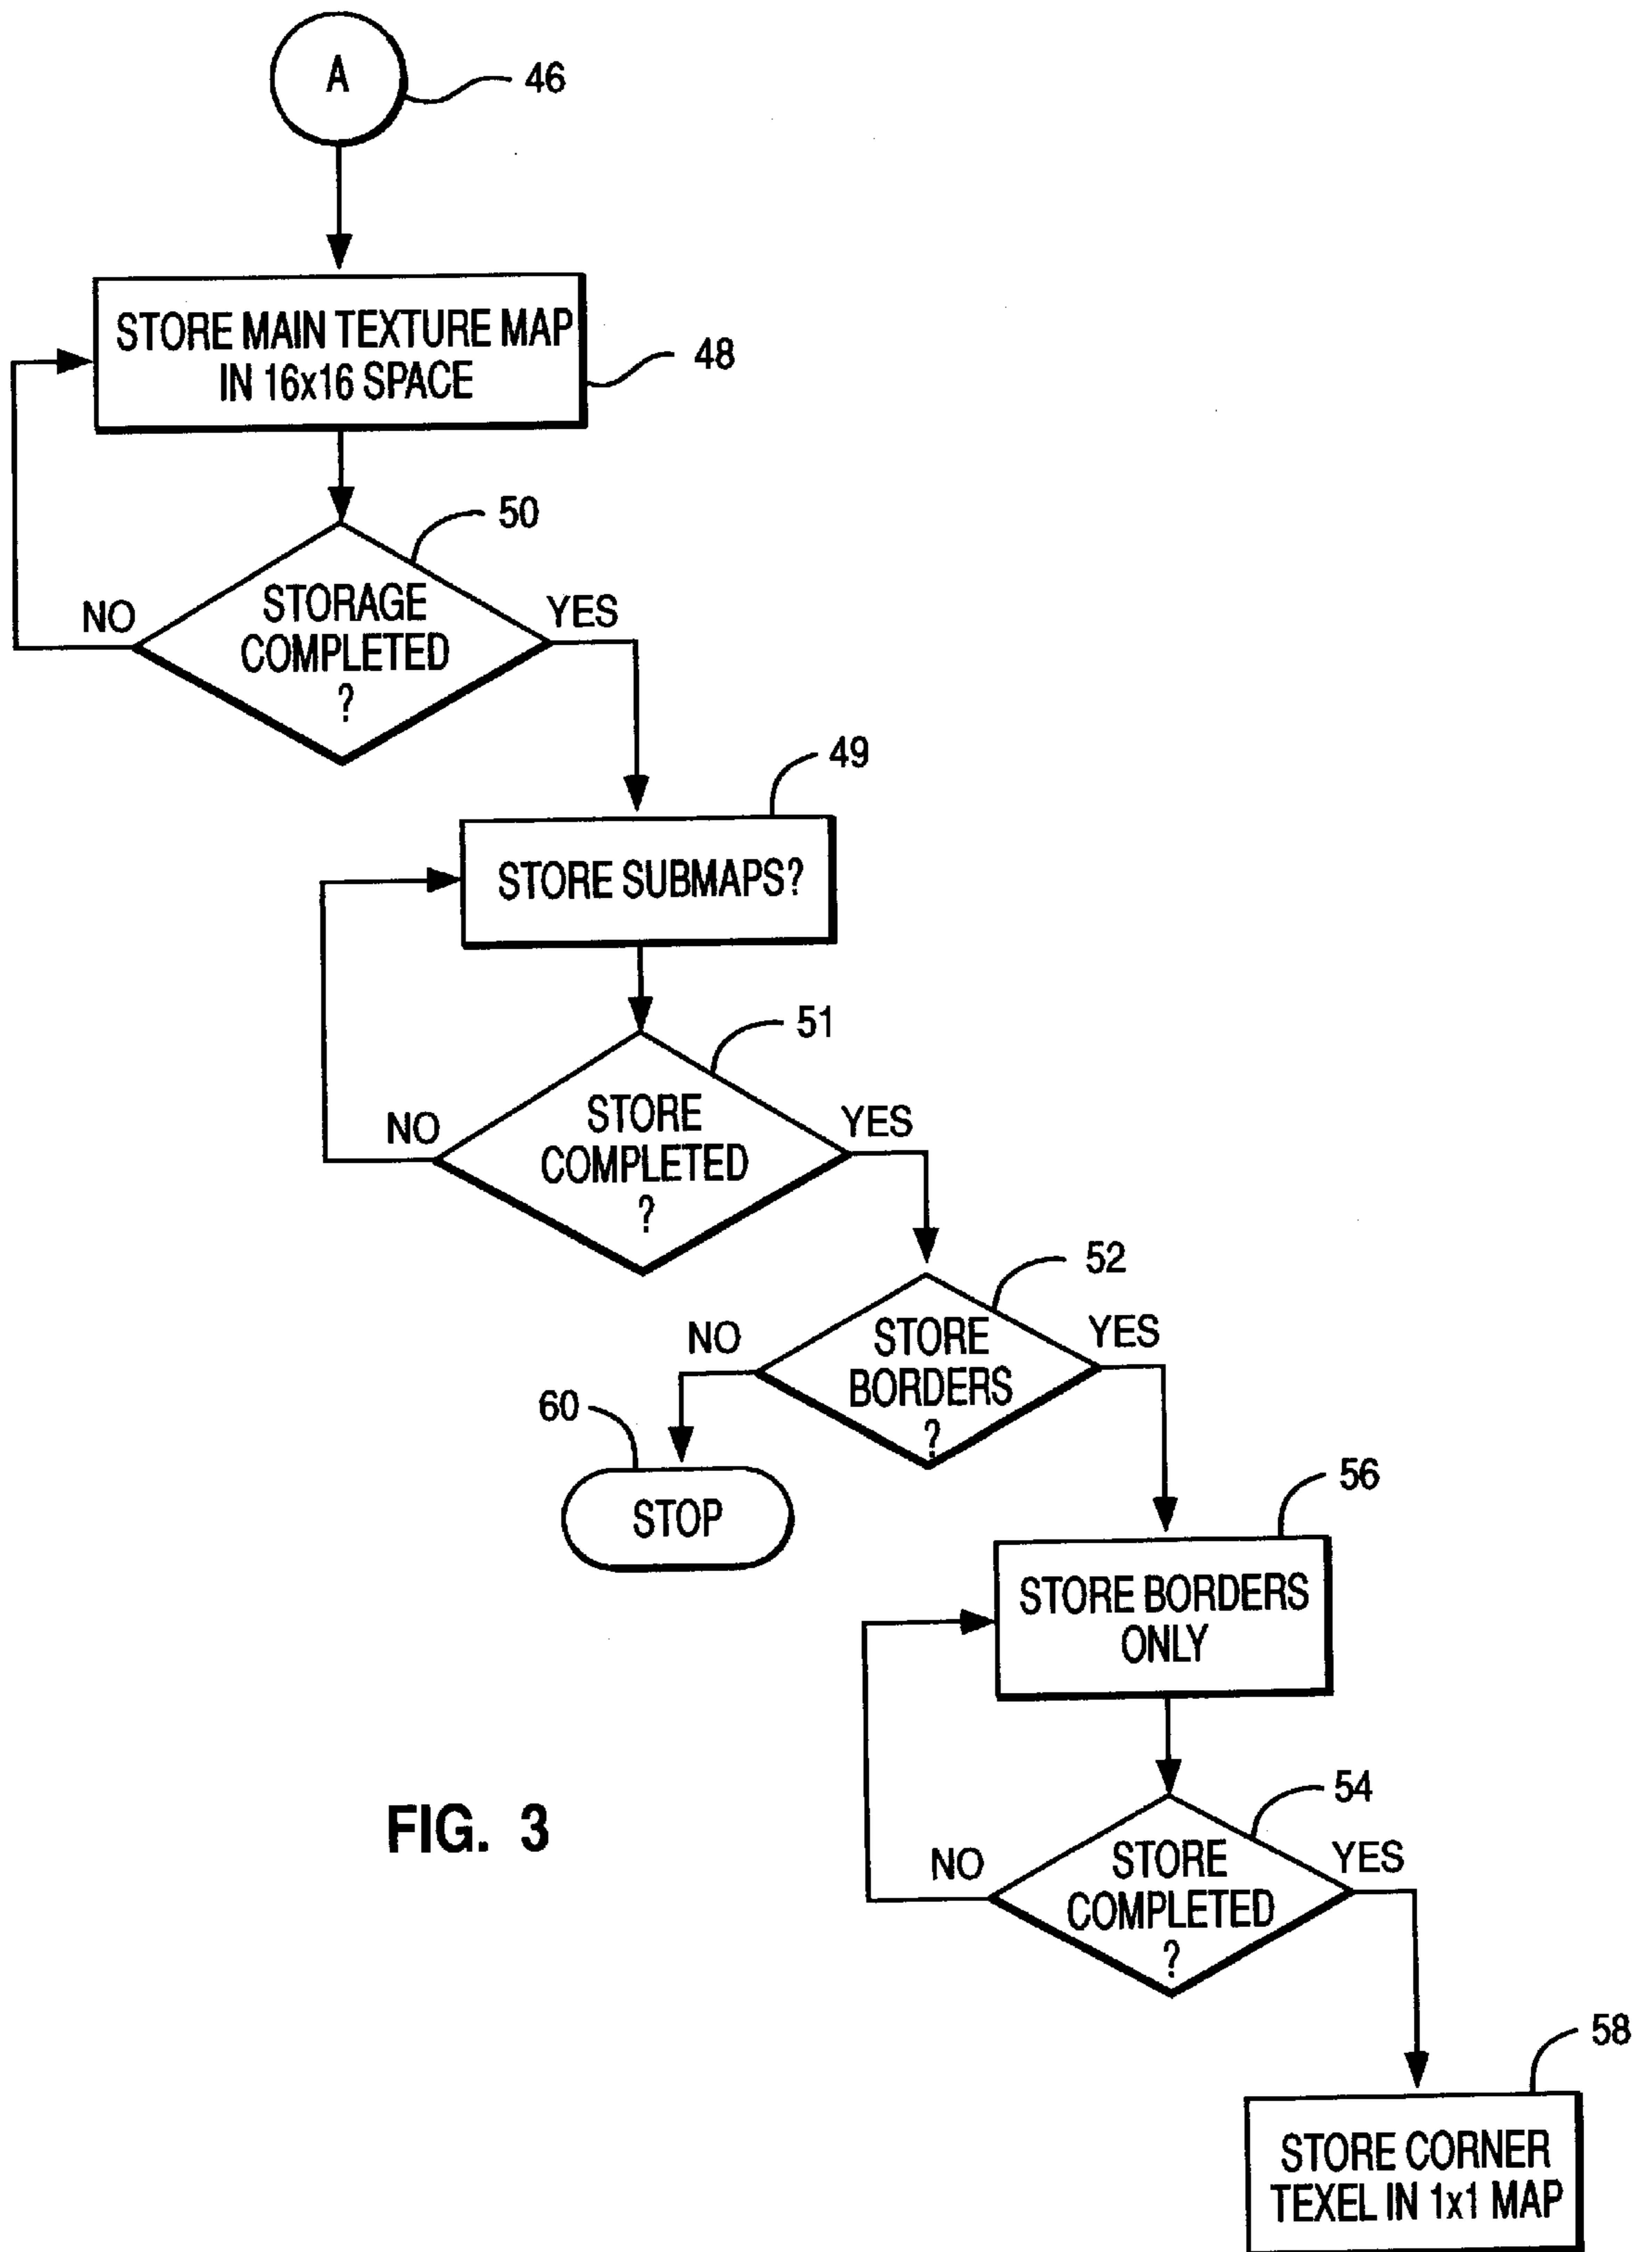 A
46
STORE MAIN TEXTURE MAP
IN 16x16 SPACE
48
50
NO
STORAGE
COMPLETED
?
YES
49
STORE SUBMAPS?
51
NO
STORE
COMPLETED
?
YES
52
NO
STORE
BORDERS
?
YES
60
STOP
56
STORE BORDERS
ONLY
54
NO
STORE
COMPLETED
?
YES
FIG. 3
58
STORE CORNER
TEXEL IN 1x1 MAP